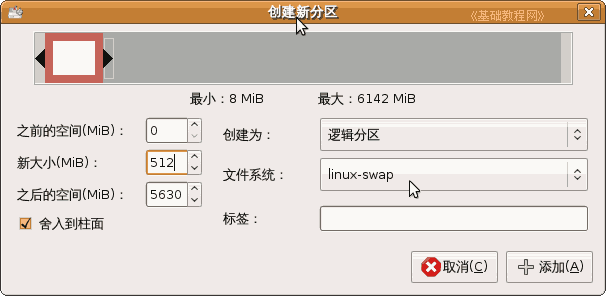 创建新分区
《基础教程网》
最小：8 MiB 最大：6142 MiB
之前的空间(MiB)： 0 创建为： 逻辑分区
新大小(MiB)： 512 文件系统： linux-swap
之后的空间(MiB)： 5630 标签：
舍入到柱面
取消(C) 添加(A)